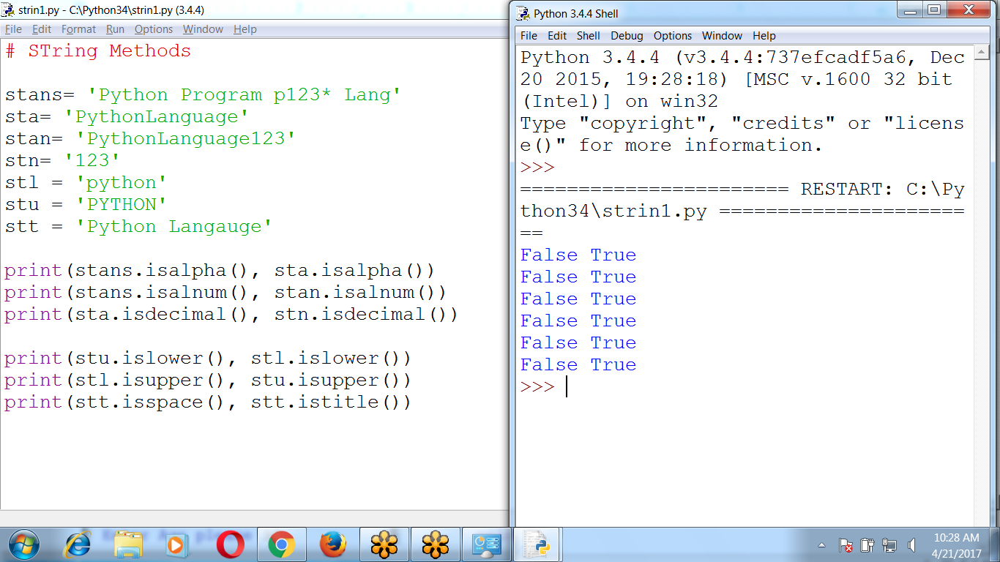 strin1.py - C:\Python34\strin1.py (3.4.4)
File Edit Format Run Options Window Help
# STring Methods
stans= 'Python Program p123* Lang'
sta= 'PythonLanguage'
stan= 'PythonLanguage123'
stn= '123'
stl = 'python'
stu = 'PYTHON'
stt = 'Python Langauge'
print(stans.isalpha(), sta.isalpha())
print(stans.isalnum(), stan.isalnum())
print(sta.isdecimal(), stn.isdecimal())
print(stu.islower(), stl.islower())
print(stl.isupper(), stu.isupper())
print(stt.isspace(), stt.istitle())
Python 3.4.4 Shell
File Edit Shell Debug Options Window Help
Python 3.4.4 (v3.4.4:737efcadf5a6, Dec
20 2015, 19:28:18) [MSC v.1600 32 bit
(Intel)] on win32
Type "copyright", "credits" or "licens
e()" for more information.
>>>
======================= RESTART: C:\Py
thon34\strin1.py =====================
==
False True
False True
False True
False True
False True
False True
>>>
10:28 AM
4/21/2017